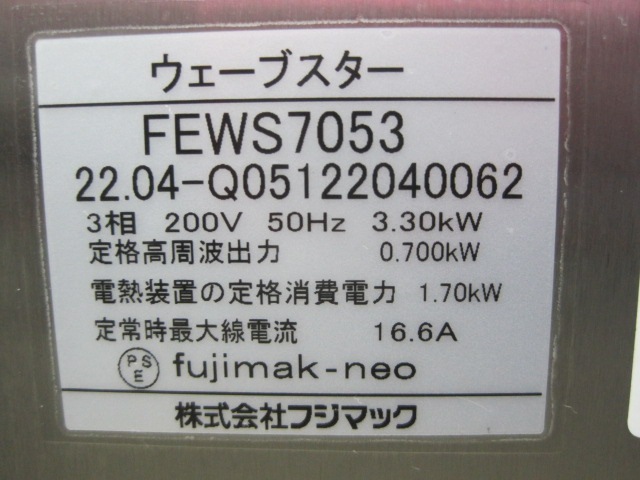 ウェーブスター
FEWS7053
22.04-Q05122040062
3相 200V 50Hz 3.30kW
定格高周波出力 0.700kW
電熱装置の定格消費電力 1.70kW
定常時最大線電流 16.6A
PSE fujimak-neo
株式会社フジマック